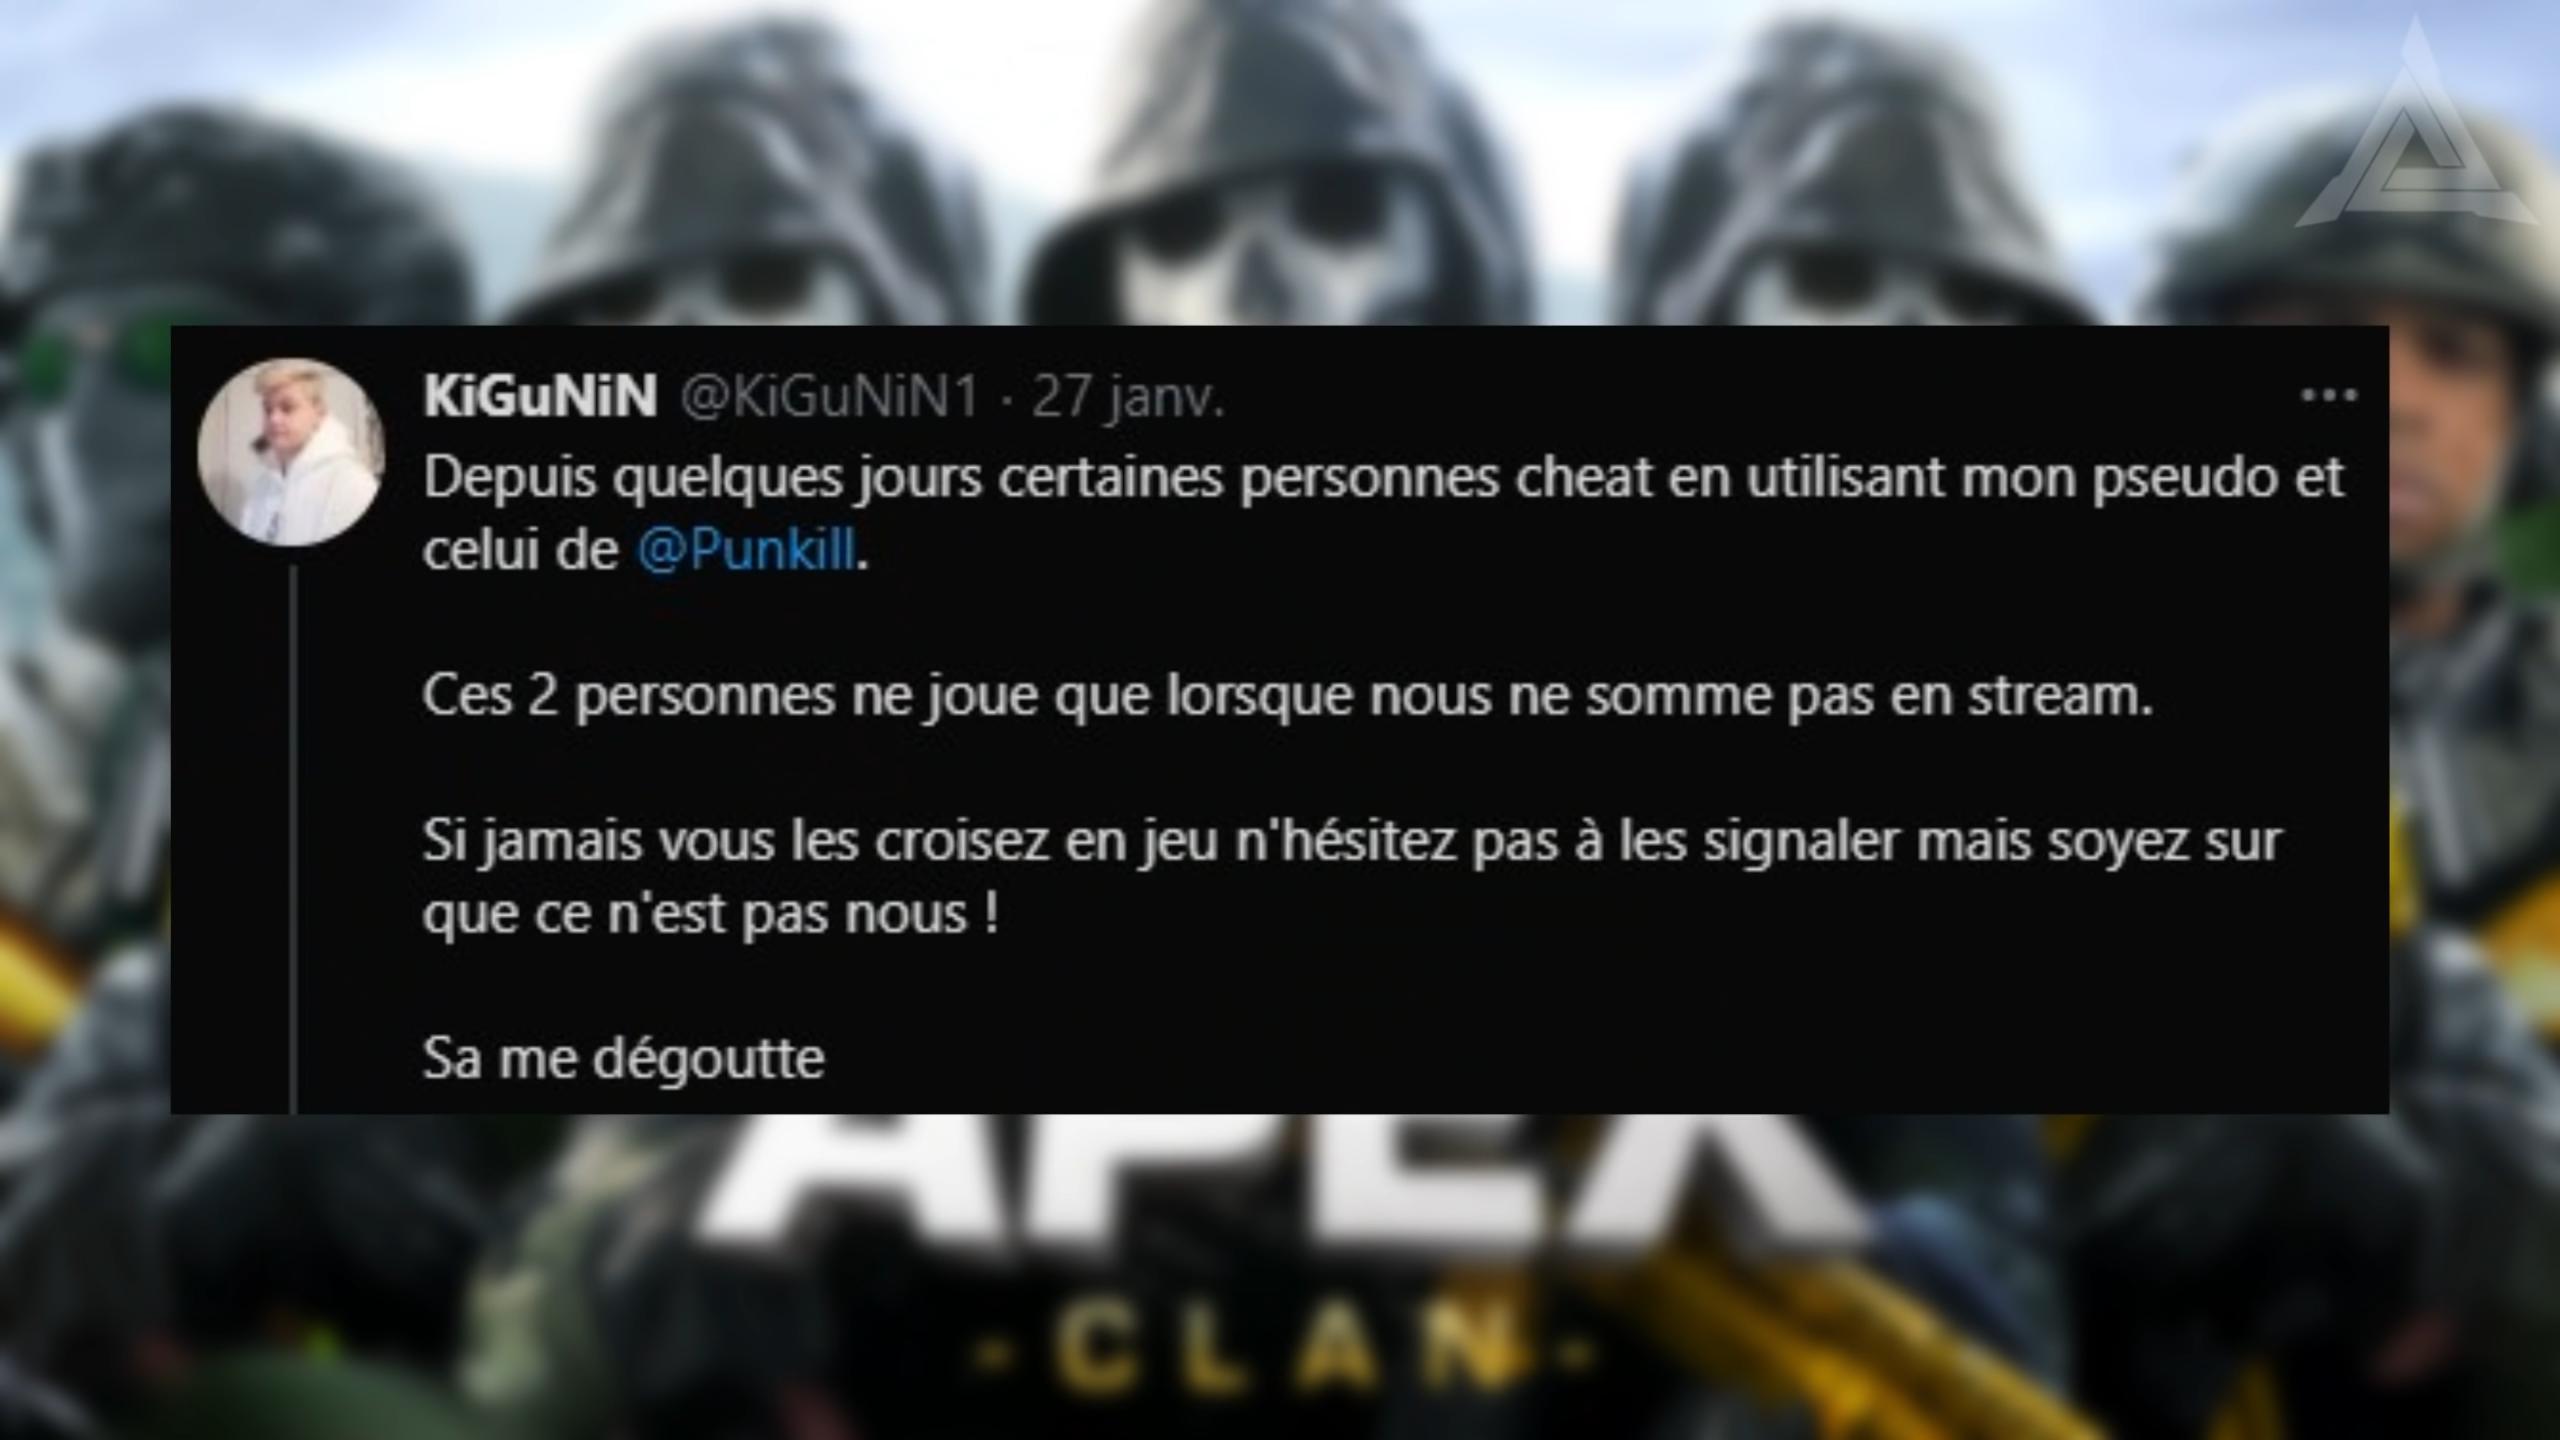 KiGuNiN @KiGuNiN1 · 27 janv.
Depuis quelques jours certaines personnes cheat en utilisant mon pseudo et
celui de @Punkill.
Ces 2 personnes ne joue que lorsque nous ne somme pas en stream.
Si jamais vous les croisez en jeu n'hésitez pas à les signaler mais soyez sur
que ce n'est pas nous !
Sa me dégoutte
APEX
- CLAN -